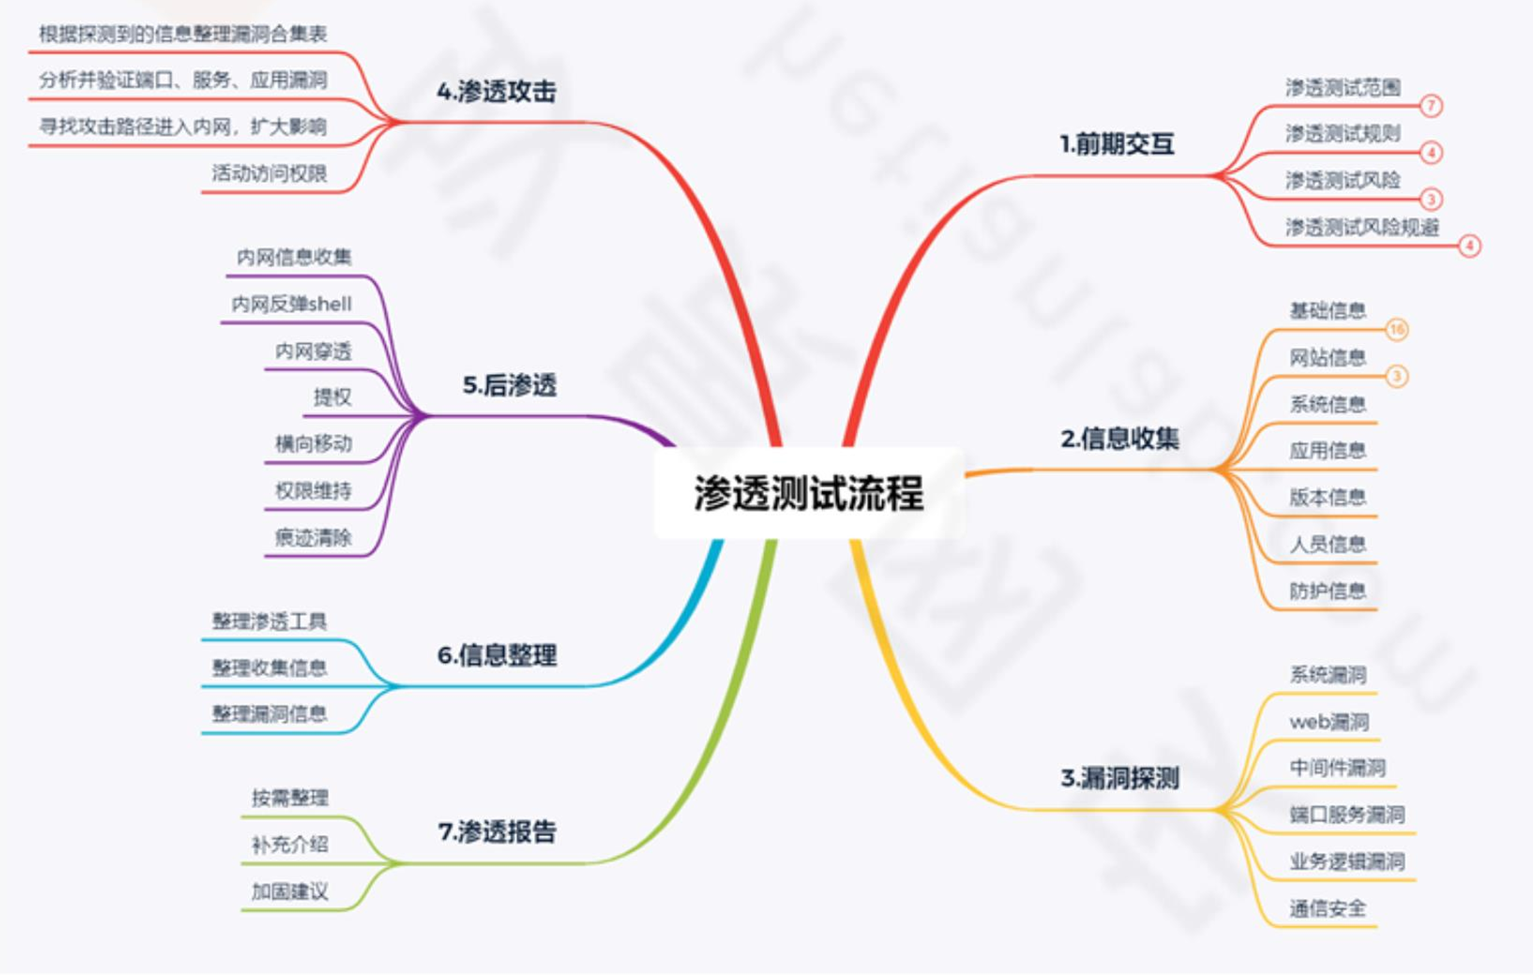 渗透测试流程
1.前期交互
渗透测试范围
7
渗透测试规则
4
渗透测试风险
3
渗透测试风险规避
4
2.信息收集
基础信息
16
网站信息
3
系统信息
应用信息
版本信息
人员信息
防护信息
3.漏洞探测
系统漏洞
web漏洞
中间件漏洞
端口服务漏洞
业务逻辑漏洞
通信安全
4.渗透攻击
根据探测到的信息整理漏洞合集表
分析并验证端口、服务、应用漏洞
寻找攻击路径进入内网，扩大影响
活动访问权限
5.后渗透
内网信息收集
内网反弹shell
内网穿透
提权
横向移动
权限维持
痕迹清除
6.信息整理
整理渗透工具
整理收集信息
整理漏洞信息
7.渗透报告
按需整理
补充介绍
加固建议